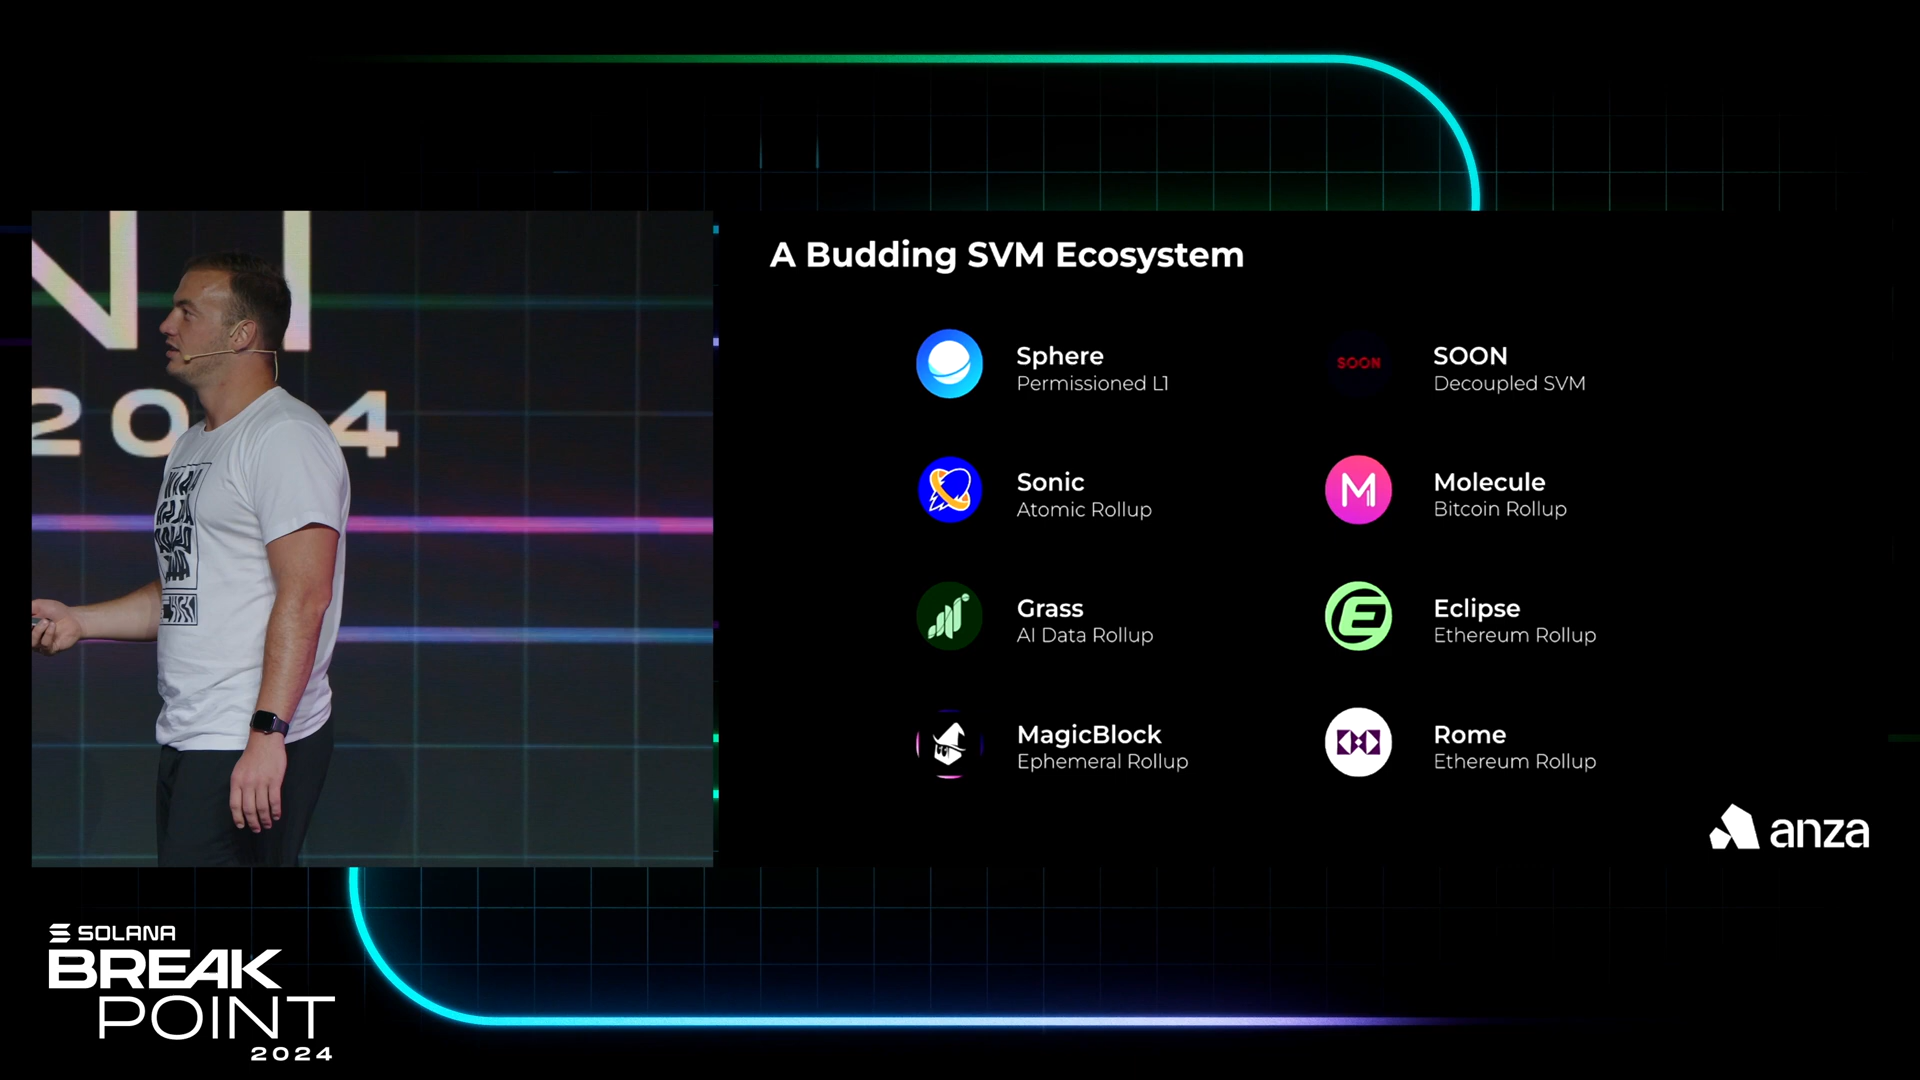 A Budding SVM Ecosystem
Sphere
Permissioned L1
SOON
SOON
Decoupled SVM
Sonic
Atomic Rollup
M
Molecule
Bitcoin Rollup
Grass
AI Data Rollup
E
Eclipse
Ethereum Rollup
MagicBlock
Ephemeral Rollup
Rome
Ethereum Rollup
anza
2024
SOLANA
BREAK
POINT
2024